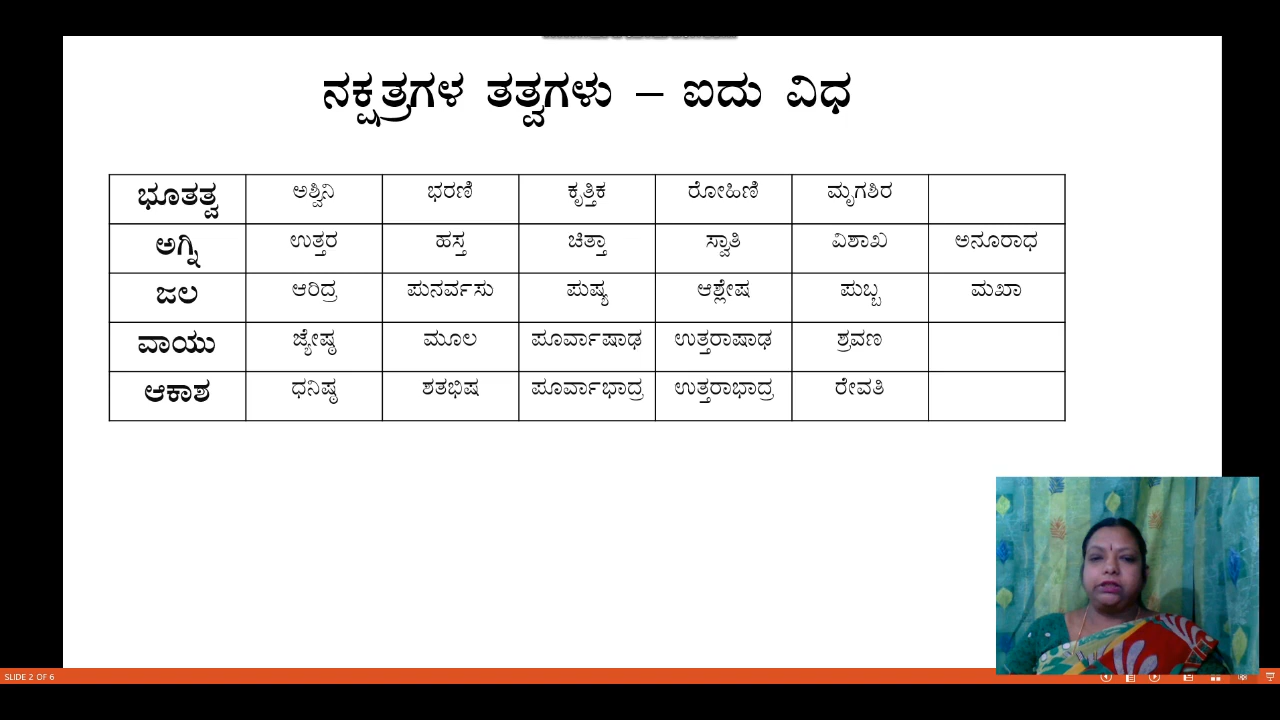 ನಕ್ಷತ್ರಗಳ ತತ್ವಗಳು – ಐದು ವಿಧ
ಭೂತತ್ವ ಅಶ್ವಿನಿ ಭರಣಿ ಕೃತ್ತಿಕ ರೋಹಿಣಿ ಮೃಗಶಿರ
ಅಗ್ನಿ ಉತ್ತರ ಹಸ್ತ ಚಿತ್ತಾ ಸ್ವಾತಿ ವಿಶಾಖ ಅನೂರಾಧ
ಜಲ ಆರಿದ್ರ ಪುನರ್ವಸು ಪುಷ್ಯ ಆಶ್ಲೇಷ ಪುಬ್ಬ ಮಖಾ
ವಾಯು ಜ್ಯೇಷ್ಠ ಮೂಲ ಪೂರ್ವಾಷಾಢ ಉತ್ತರಾಷಾಢ ಶ್ರವಣ
ಆಕಾಶ ಧನಿಷ್ಠ ಶತಭಿಷ ಪೂರ್ವಾಭಾದ್ರ ಉತ್ತರಾಭಾದ್ರ ರೇವತಿ
SLIDE 2 OF 6